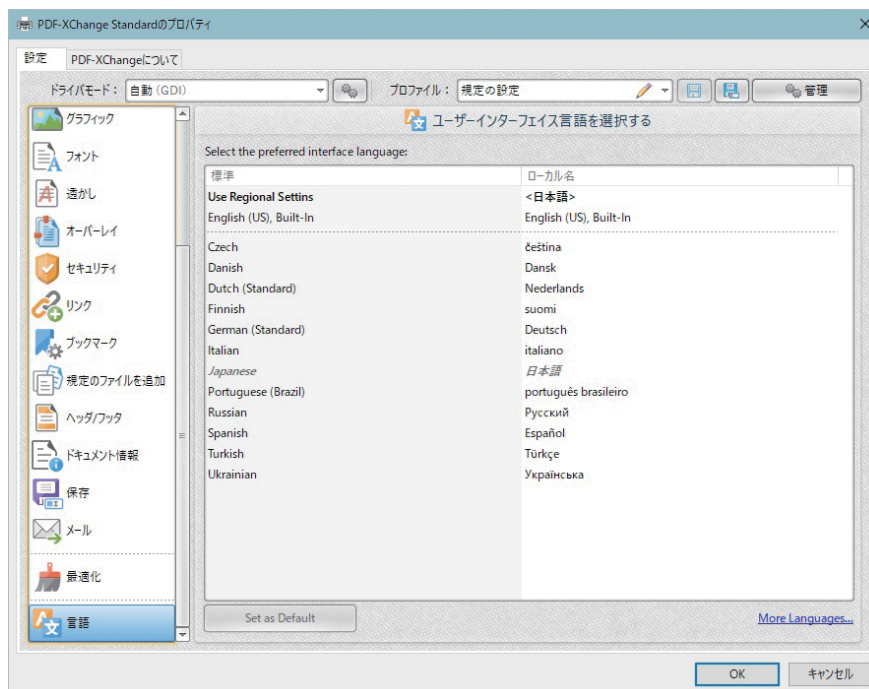 PDF-XChange Standardのプロパティ
設定 PDF-XChangeについて
ドライバモード： 自動 (GDI) プロファイル： 規定の設定 管理
グラフィック
フォント
透かし
オーバーレイ
セキュリティ
リンク
ブックマーク
規定のファイルを追加
ヘッダ/フッタ
ドキュメント情報
保存
メール
最適化
言語
ユーザーインターフェイス言語を選択する
Select the preferred interface language:
標準 ローカル名
Use Regional Settins <日本語>
English (US), Built-In English (US), Built-In
Czech čeština
Danish Dansk
Dutch (Standard) Nederlands
Finnish suomi
German (Standard) Deutsch
Italian italiano
Japanese 日本語
Portuguese (Brazil) português brasileiro
Russian Русский
Spanish Español
Turkish Türkçe
Ukrainian Українська
Set as Default More Languages...
OK キャンセル